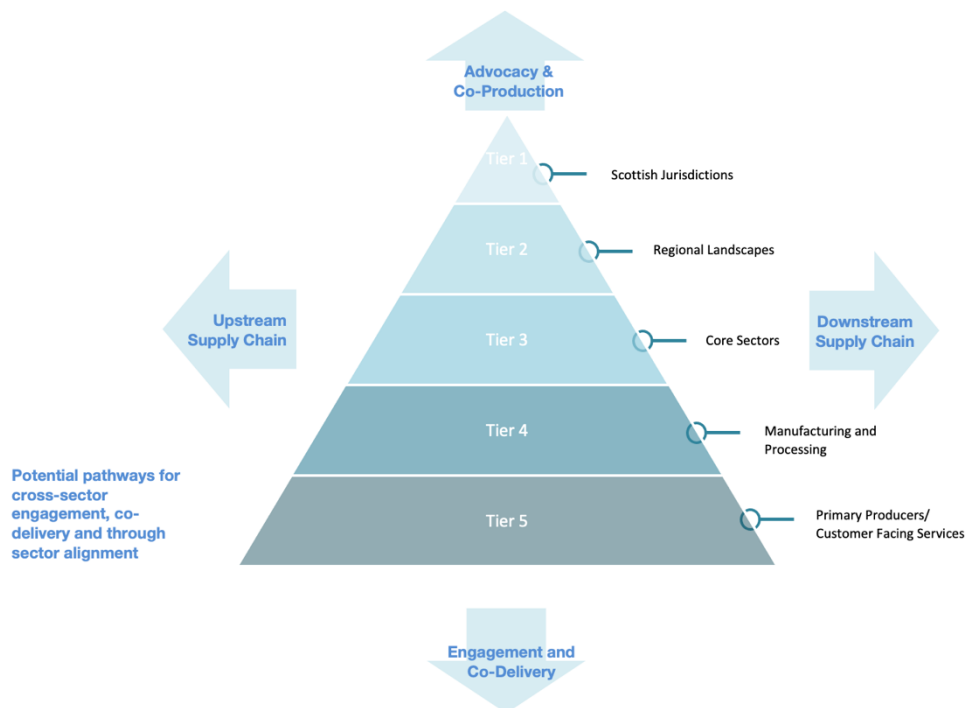 Advocacy &
Co-Production
Tier 1
Scottish Jurisdictions
Tier 2
Regional Landscapes
Upstream
Supply Chain
Tier 3
Core Sectors
Downstream
Supply Chain
Tier 4
Manufacturing and
Processing
Potential pathways for
cross-sector
engagement, co-
delivery and through
sector alignment
Tier 5
Primary Producers/
Customer Facing Services
Engagement and
Co-Delivery